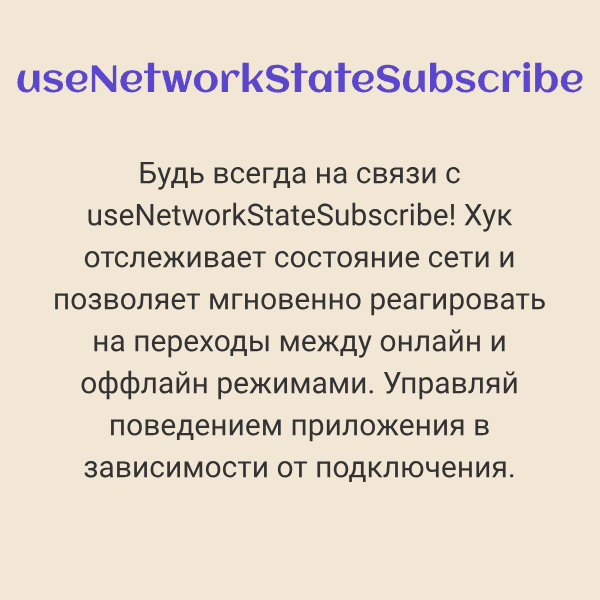 useNetworkStateSubscribe
Будь всегда на связи с
useNetworkStateSubscribe! Хук
отслеживает состояние сети и
позволяет мгновенно реагировать
на переходы между онлайн и
оффлайн режимами. Управляй
поведением приложения в
зависимости от подключения.